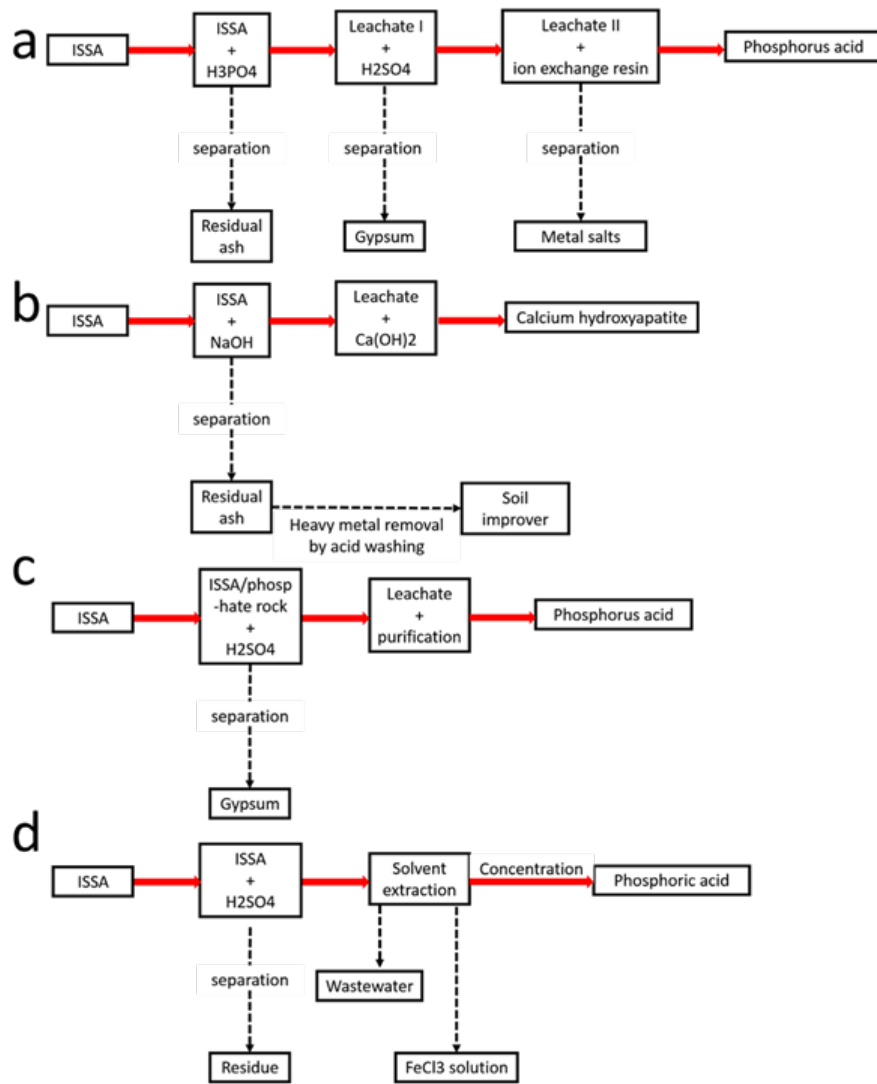 a
ISSA
ISSA
+
H3PO4
Leachate I
+
H2SO4
Leachate II
+
ion exchange resin
Phosphorus acid
separation
separation
separation
Residual
ash
Gypsum
Metal salts
b
ISSA
ISSA
+
NaOH
Leachate
+
Ca(OH)2
Calcium hydroxyapatite
separation
Residual
ash
Heavy metal removal
by acid washing
Soil
improver
c
ISSA
ISSA/phosp
-hate rock
+
H2SO4
Leachate
+
purification
Phosphorus acid
separation
Gypsum
d
ISSA
ISSA
+
H2SO4
Solvent
extraction
Concentration
Phosphoric acid
separation
Wastewater
Residue
FeCl3 solution